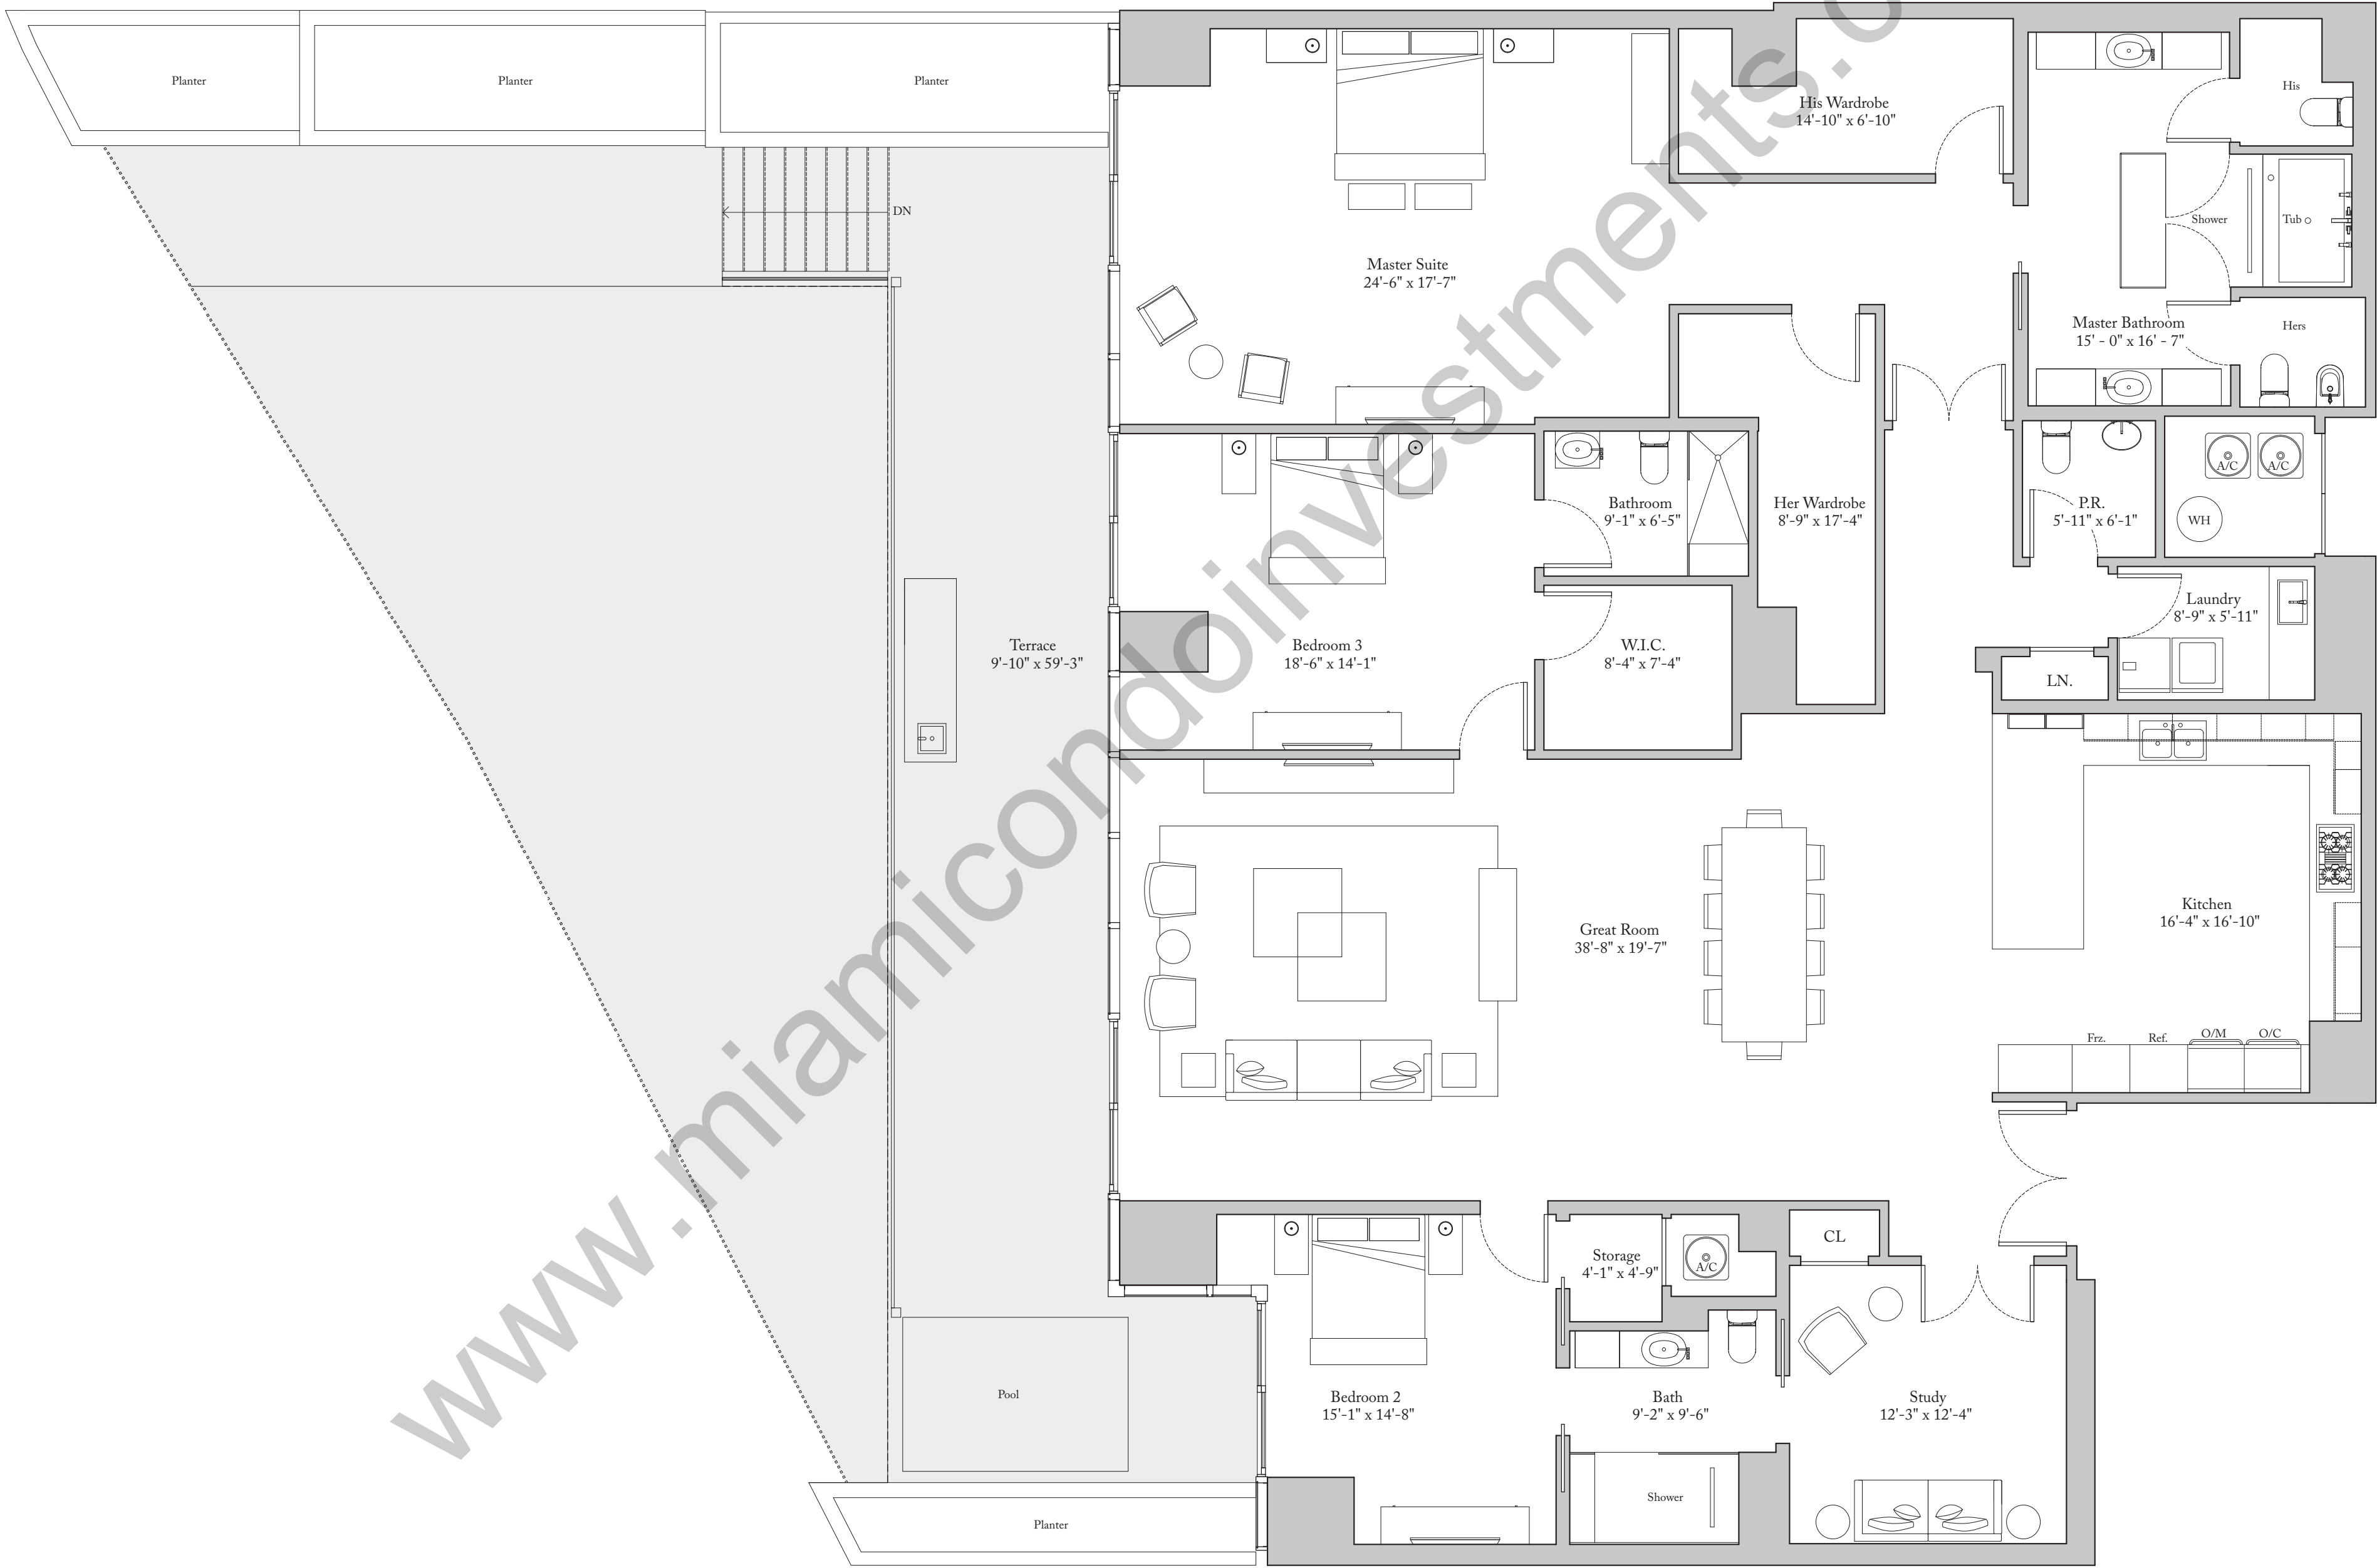 Planter
Planter
Planter
His Wardrobe
14'-10" x 6'-10"
His
DN
Shower
Tub
Master Suite
24'-6" x 17'-7"
Master Bathroom
15' - 0" x 16' - 7"
Hers
A/C
A/C
Bathroom
9'-1" x 6'-5"
Her Wardrobe
8'-9" x 17'-4"
P.R.
5'-11" x 6'-1"
WH
Laundry
8'-9" x 5'-11"
Terrace
9'-10" x 59'-3"
Bedroom 3
18'-6" x 14'-1"
W.I.C.
8'-4" x 7'-4"
LN.
Kitchen
16'-4" x 16'-10"
Great Room
38'-8" x 19'-7"
Frz.
Ref.
O/M
O/C
CL
Storage
4'-1" x 4'-9"
A/C
Pool
Bedroom 2
15'-1" x 14'-8"
Bath
9'-2" x 9'-6"
Study
12'-3" x 12'-4"
Shower
Planter
www.miamicondoinvestments.c